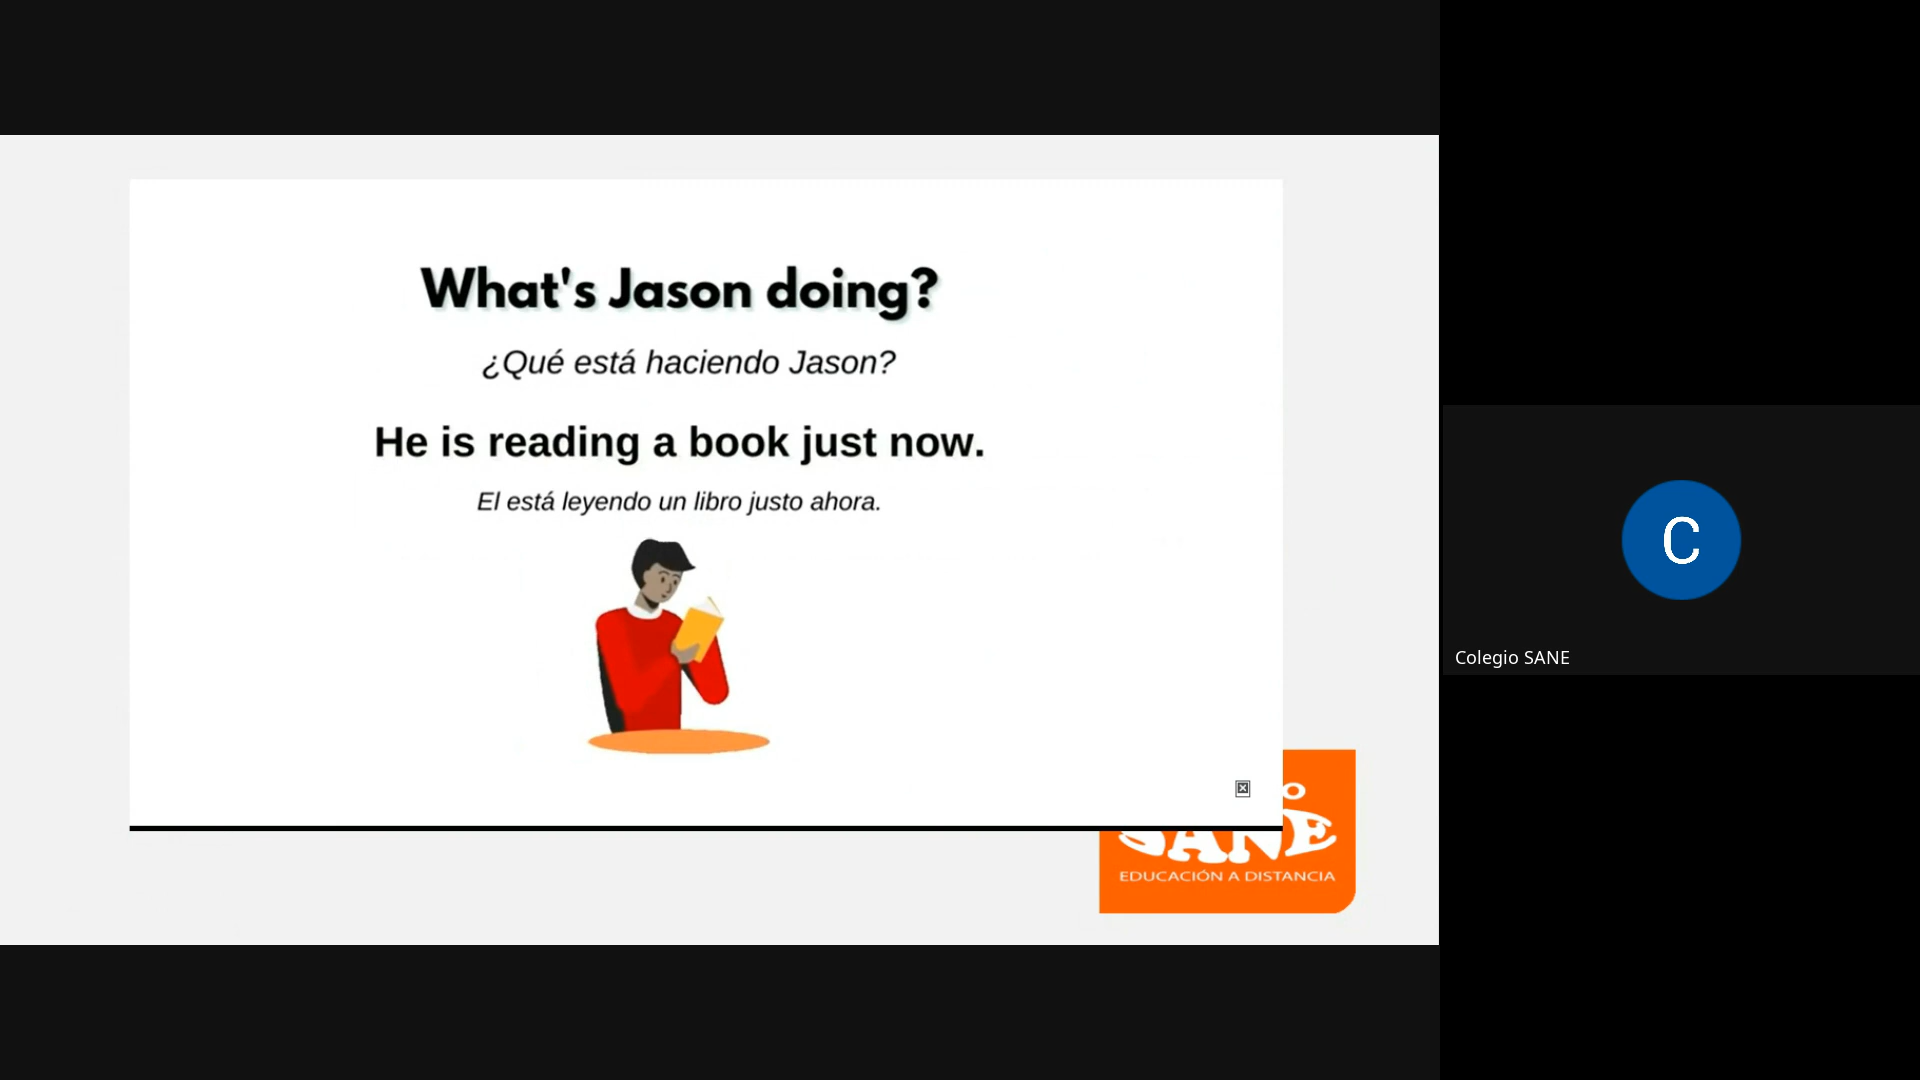 What's Jason doing?
¿Qué está haciendo Jason?
He is reading a book just now.
El está leyendo un libro justo ahora.
C
Colegio SANE
O
SANE
EDUCACIÓN A DISTANCIA